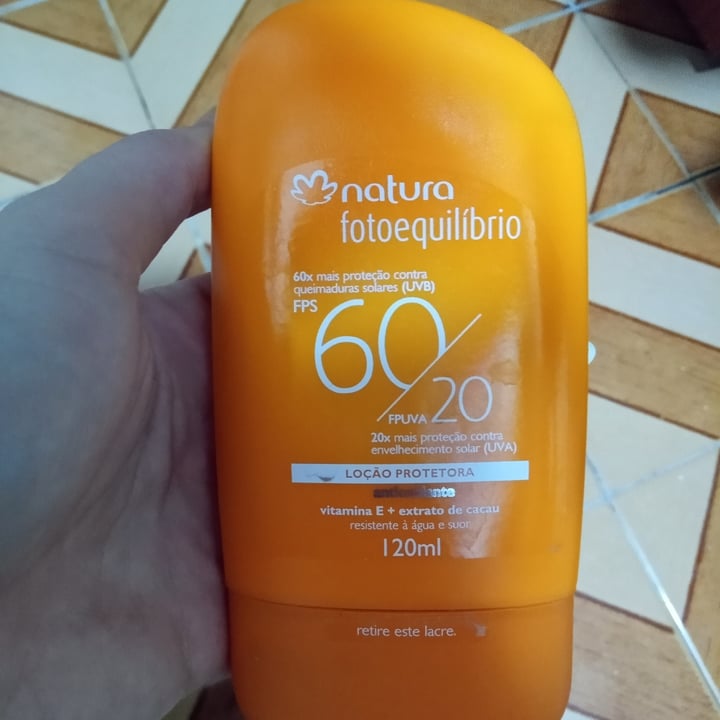 natura
fotoequilíbrio
60x mais proteção contra
queimaduras solares (UVB)
FPS
60
FPUVA 20
20x mais proteção contra
envelhecimento solar (UVA)
LOÇÃO PROTETORA
antioxidante
vitamina E + extrato de cacau
resistente à água e suor
120ml
retire este lacre.